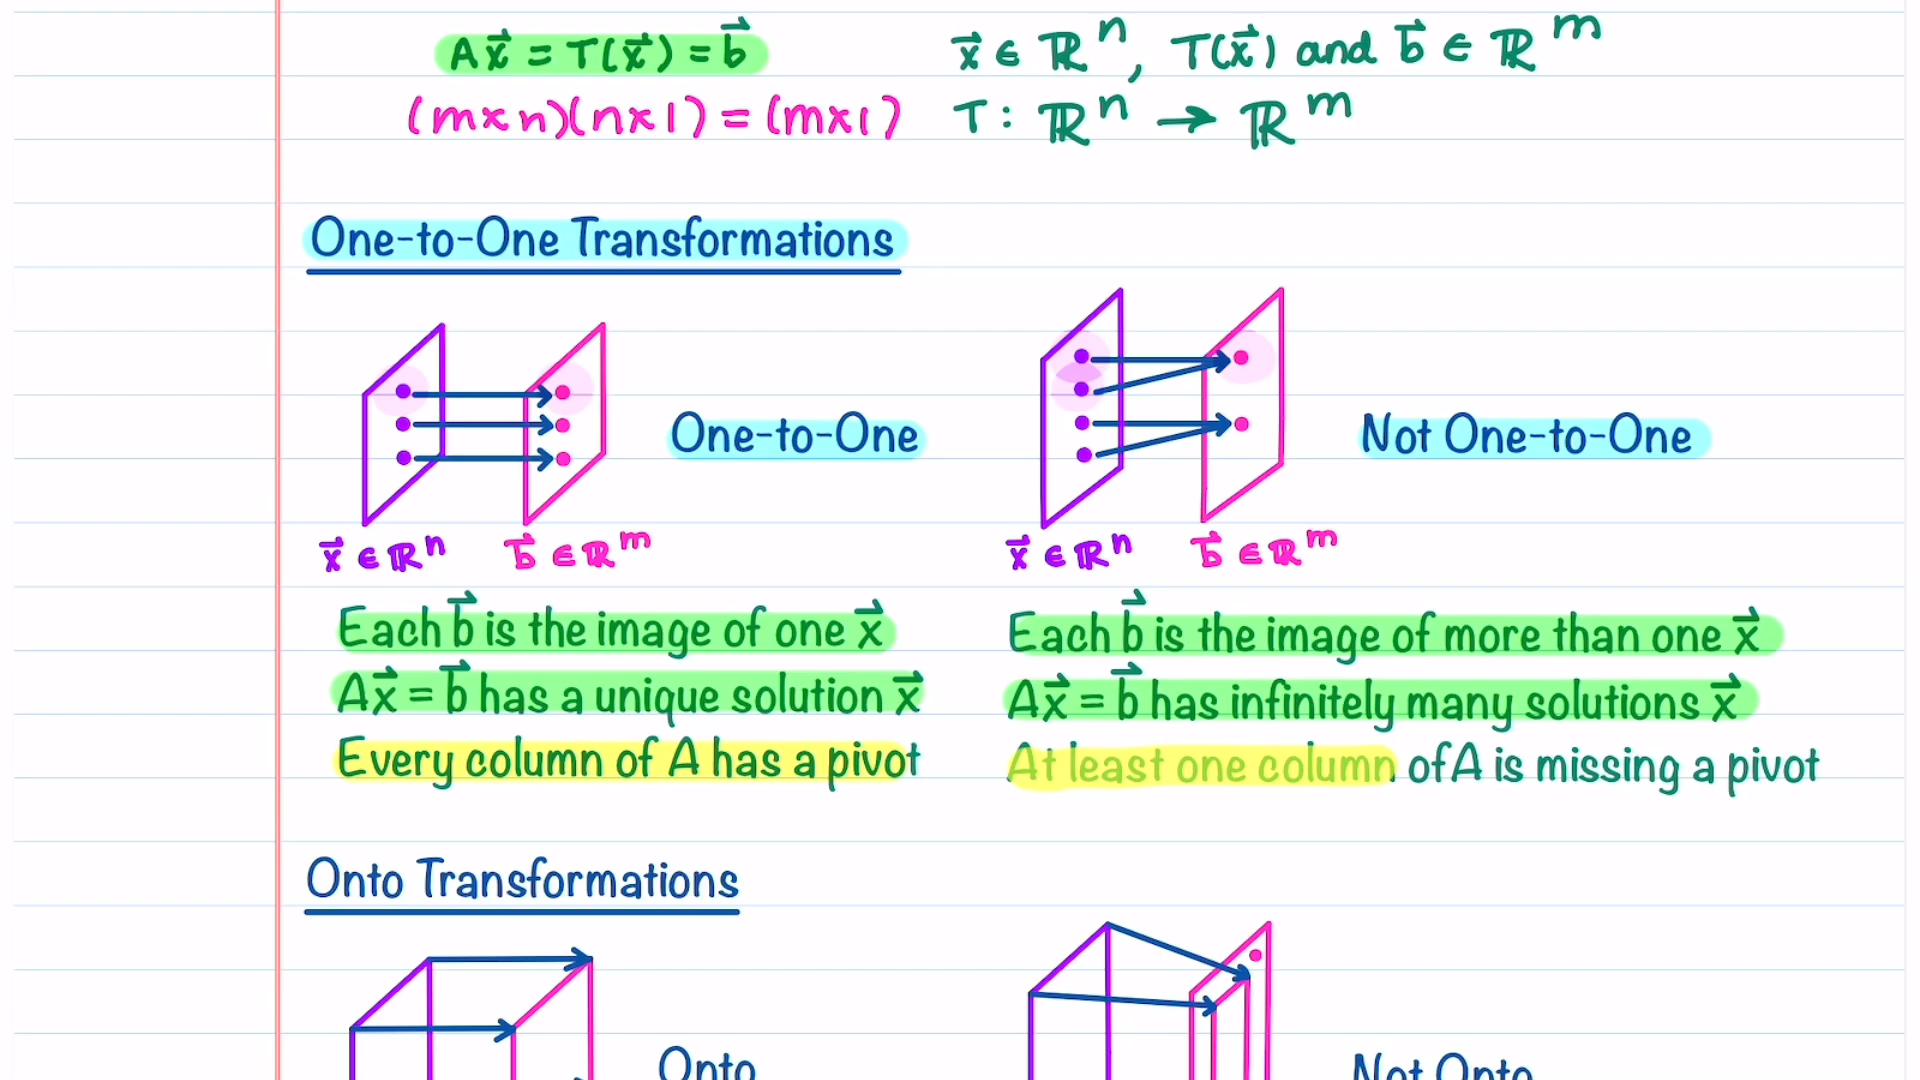 Ax⃗ = T(x⃗) = b⃗
x⃗ ∈ ℝⁿ, T(x⃗) and b⃗ ∈ ℝᵐ
(m×n)(n×1) = (m×1)
T: ℝⁿ → ℝᵐ
One-to-One Transformations
One-to-One
Not One-to-One
x⃗ ∈ ℝⁿ
b⃗ ∈ ℝᵐ
x⃗ ∈ ℝⁿ
b⃗ ∈ ℝᵐ
Each b⃗ is the image of one x⃗
Ax⃗ = b⃗ has a unique solution x⃗
Every column of A has a pivot
Each b⃗ is the image of more than one x⃗
Ax⃗ = b⃗ has infinitely many solutions x⃗
At least one column of A is missing a pivot
Onto Transformations
Onto
Not Onto